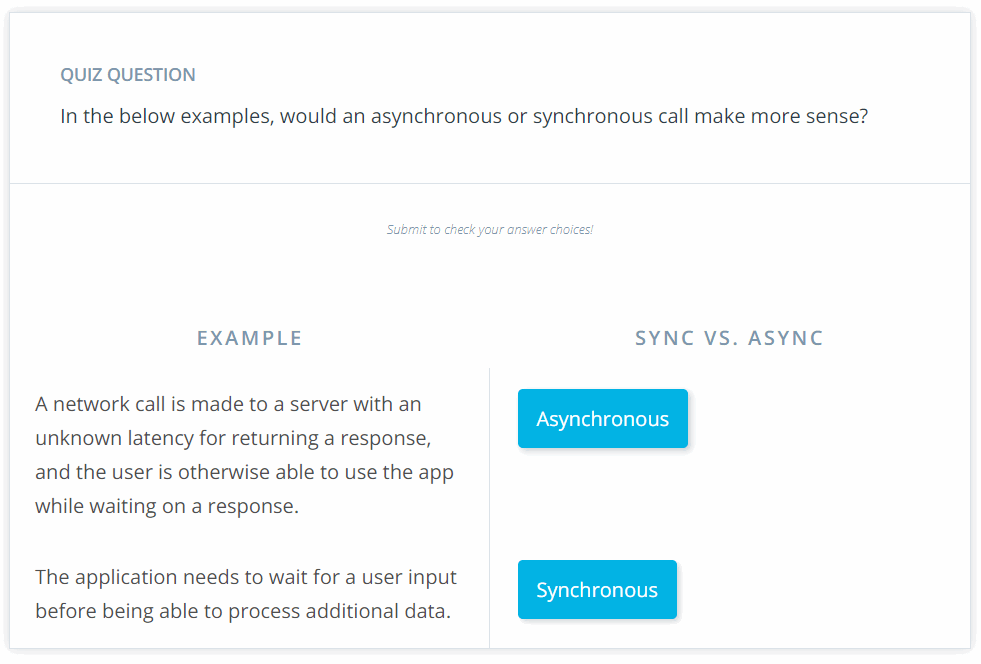 QUIZ QUESTION
In the below examples, would an asynchronous or synchronous call make more sense?
Submit to check your answer choices!
EXAMPLE
SYNC VS. ASYNC
A network call is made to a server with an
unknown latency for returning a response,
and the user is otherwise able to use the app
while waiting on a response.
Asynchronous
The application needs to wait for a user input
before being able to process additional data.
Synchronous